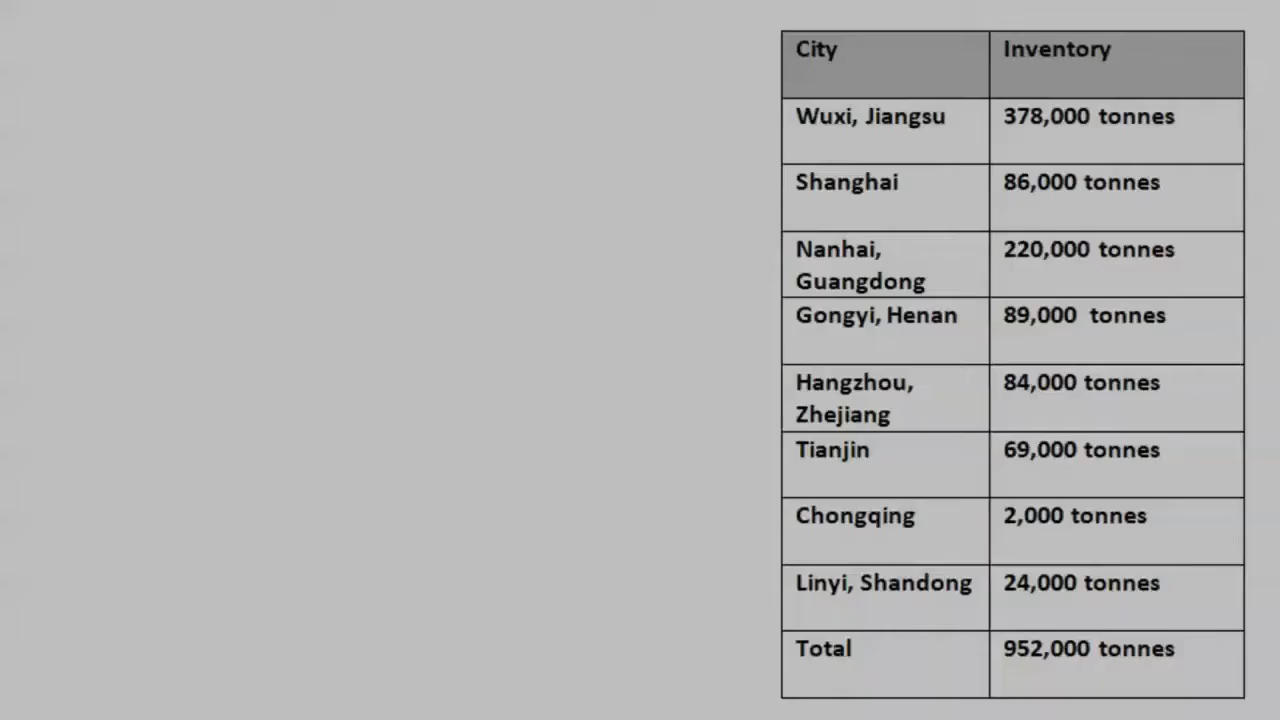 City Inventory
Wuxi, Jiangsu 378,000 tonnes
Shanghai 86,000 tonnes
Nanhai, 220,000 tonnes
Guangdong
Gongyi, Henan 89,000 tonnes
Hangzhou, 84,000 tonnes
Zhejiang
Tianjin 69,000 tonnes
Chongqing 2,000 tonnes
Linyi, Shandong 24,000 tonnes
Total 952,000 tonnes